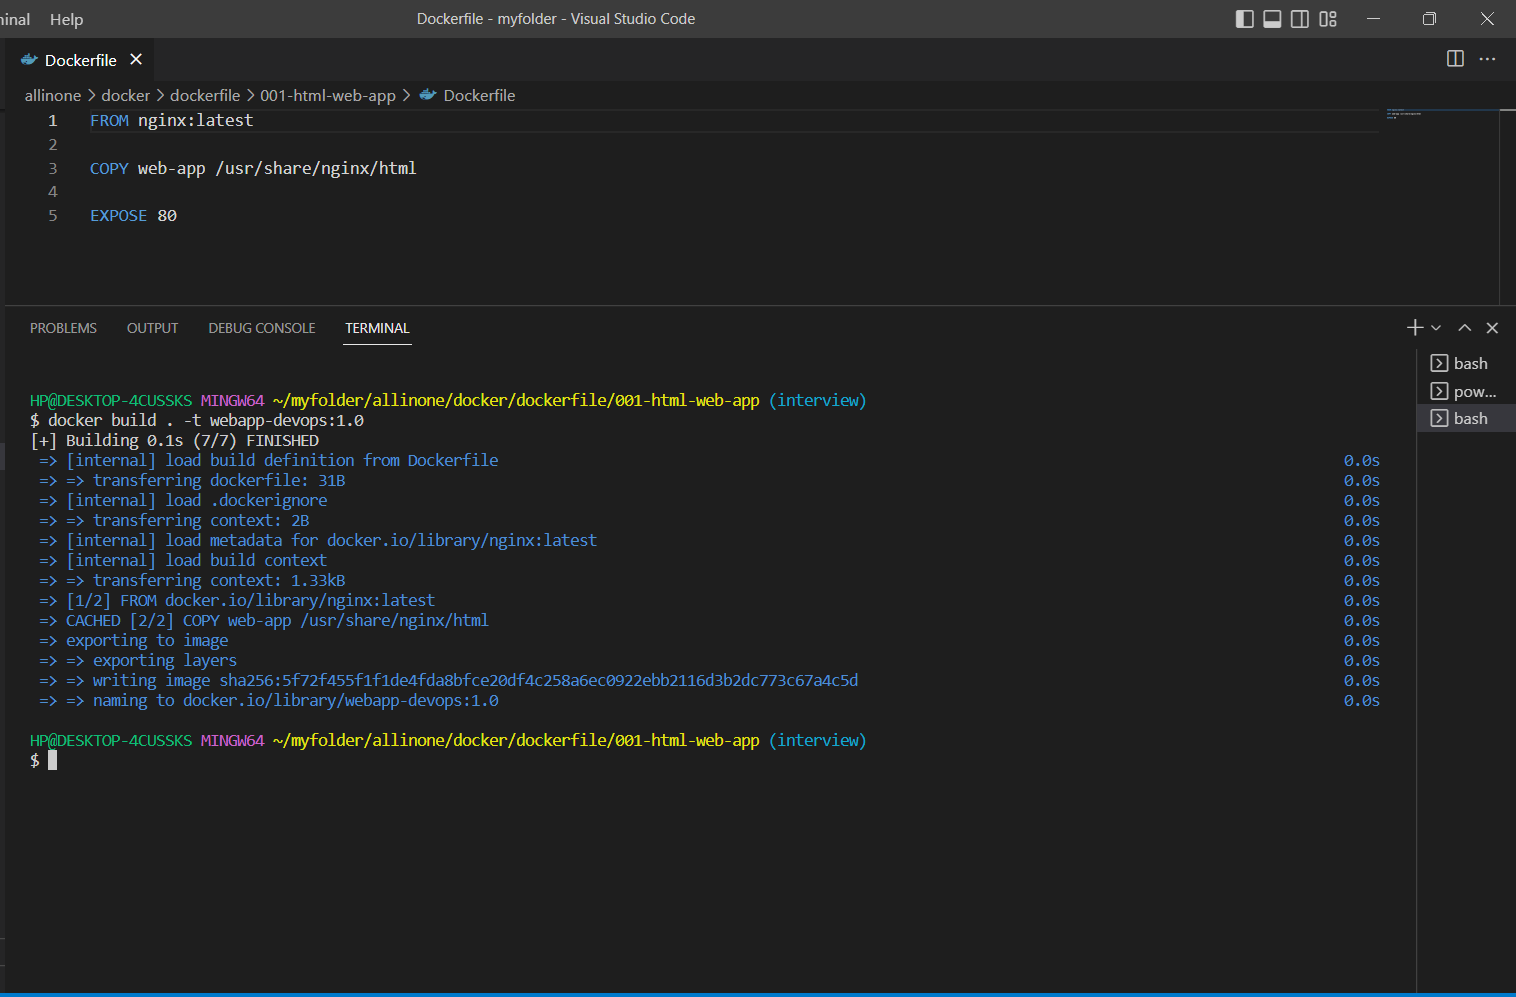 minal Help Dockerfile - myfolder - Visual Studio Code
Dockerfile
allinone > docker > dockerfile > 001-html-web-app > Dockerfile
1 FROM nginx:latest
2
3 COPY web-app /usr/share/nginx/html
4
5 EXPOSE 80
PROBLEMS OUTPUT DEBUG CONSOLE TERMINAL
bash
pow...
bash
HP@DESKTOP-4CUSSKS MINGW64 ~/myfolder/allinone/docker/dockerfile/001-html-web-app (interview)
$ docker build . -t webapp-devops:1.0
[+] Building 0.1s (7/7) FINISHED
=> [internal] load build definition from Dockerfile 0.0s
=> => transferring dockerfile: 31B 0.0s
=> [internal] load .dockerignore 0.0s
=> => transferring context: 2B 0.0s
=> [internal] load metadata for docker.io/library/nginx:latest 0.0s
=> [internal] load build context 0.0s
=> => transferring context: 1.33kB 0.0s
=> [1/2] FROM docker.io/library/nginx:latest 0.0s
=> CACHED [2/2] COPY web-app /usr/share/nginx/html 0.0s
=> exporting to image 0.0s
=> => exporting layers 0.0s
=> => writing image sha256:5f72f455f1f1de4fda8bfce20df4c258a6ec0922ebb2116d3b2dc773c67a4c5d 0.0s
=> => naming to docker.io/library/webapp-devops:1.0 0.0s
HP@DESKTOP-4CUSSKS MINGW64 ~/myfolder/allinone/docker/dockerfile/001-html-web-app (interview)
$